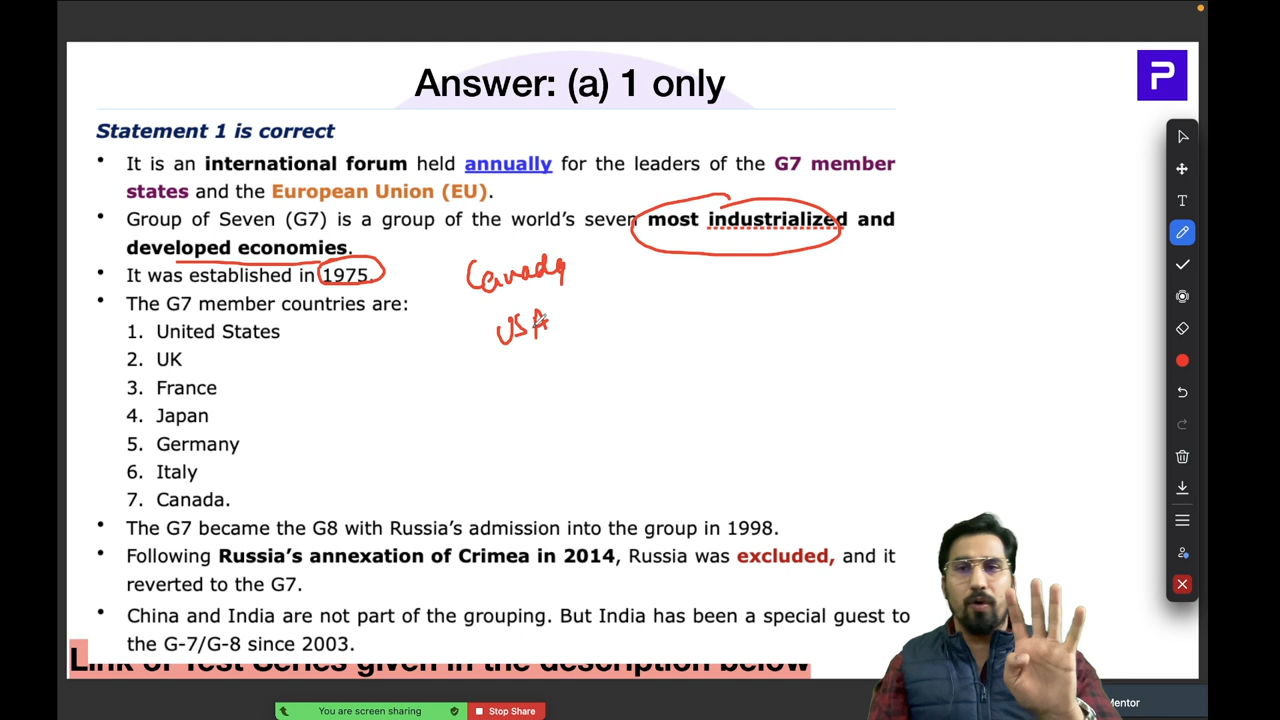 Answer: (a) 1 only
P
Statement 1 is correct
• It is an international forum held annually for the leaders of the G7 member
states and the European Union (EU).
• Group of Seven (G7) is a group of the world's seven most industrialized and
developed economies.
• It was established in 1975.
Canada
• The G7 member countries are:
1. United States
USA
2. UK
3. France
4. Japan
5. Germany
6. Italy
7. Canada.
• The G7 became the G8 with Russia's admission into the group in 1998.
• Following Russia's annexation of Crimea in 2014, Russia was excluded, and it
reverted to the G7.
• China and India are not part of the grouping. But India has been a special guest to
the G-7/G-8 since 2003.
Link of Test Series given in the description below
Mentor
You are screen sharing
Stop Share
T